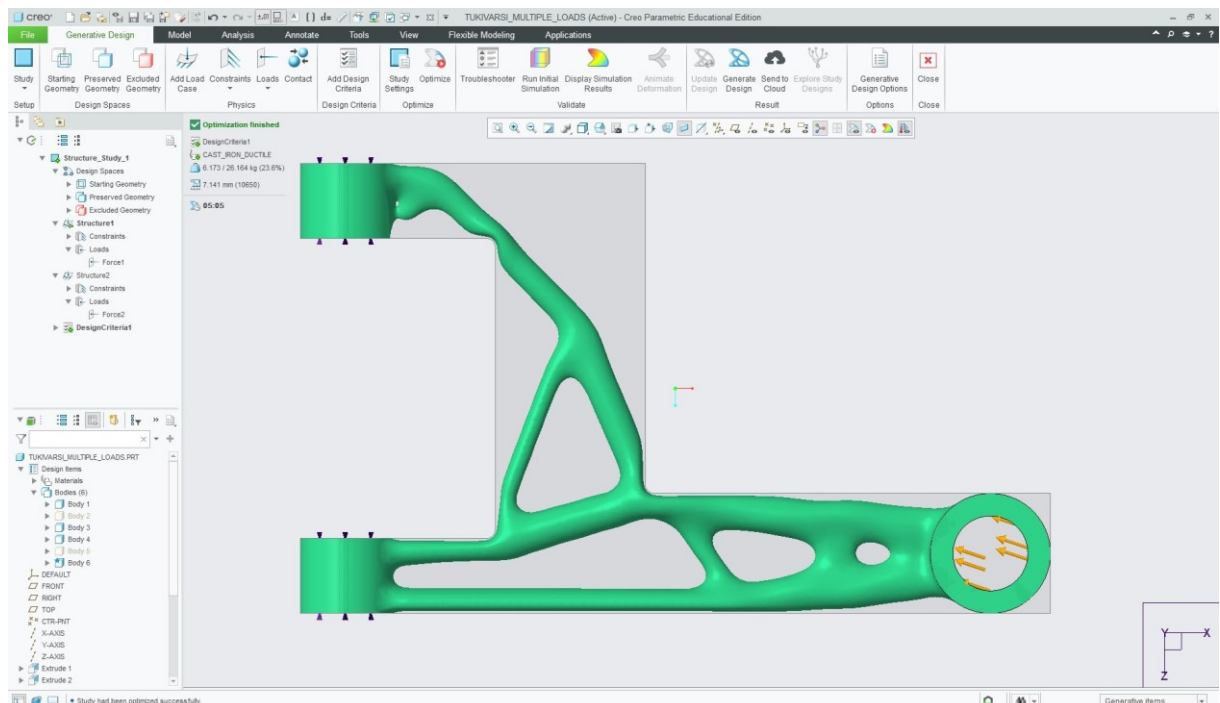 creo
TUKIVARSI_MULTIPLE_LOADS (Active) - Creo Parametric Educational Edition
File Generative Design Model Analysis Annotate Tools View Flexible Modeling Applications
Study Starting Geometry Preserved Geometry Excluded Geometry Add Load Case Constraints Loads Contact Add Design Criteria Study Settings Optimize Troubleshooter Run Initial Simulation Display Simulation Results Animate Deformation Update Design Generate Design Send to Cloud Explore Study Designs Generative Design Options Close
Setup Design Spaces Physics Design Criteria Optimize Validate Result Options Close
Optimization finished
DesignCriteria1
CAST_IRON_DUCTILE
6.173 / 26.164 kg (23.6%)
7.141 mm (10650)
05:05
Structure_Study_1
Design Spaces
Starting Geometry
Preserved Geometry
Excluded Geometry
Structure1
Constraints
Loads
Force1
Structure2
Constraints
Loads
Force2
DesignCriteria1
TUKIVARSI_MULTIPLE_LOADS.PRT
Design Items
Materials
Bodies (6)
Body 1
Body 2
Body 3
Body 4
Body 5
Body 6
DEFAULT
FRONT
RIGHT
TOP
CTR-PNT
X-AXIS
Y-AXIS
Z-AXIS
Extrude 1
Extrude 2
Y X
Z
• Study had been optimized successfully.
Generative items